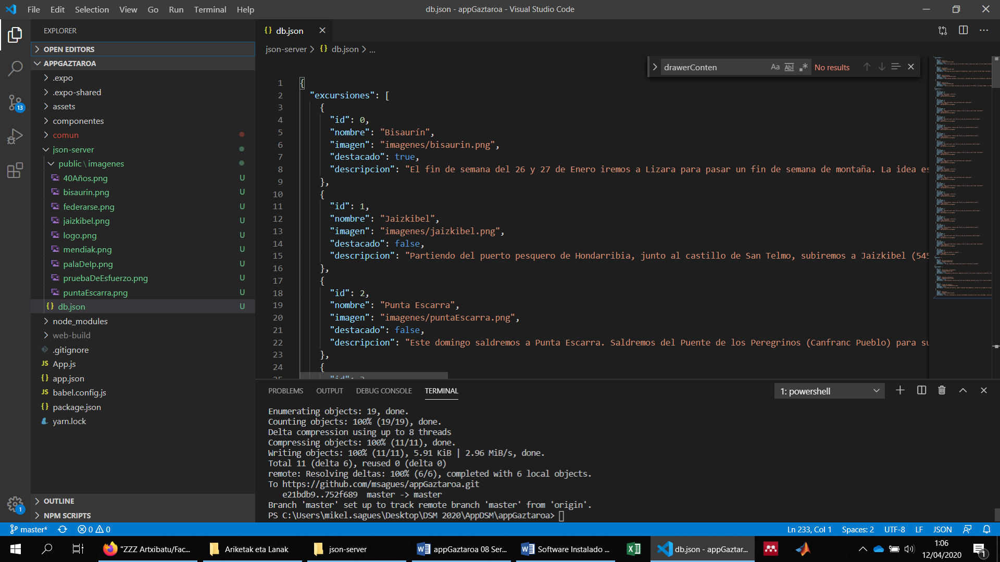 File Edit Selection View Go Run Terminal Help
db.json - appGaztaroa - Visual Studio Code
EXPLORER
OPEN EDITORS
APPGAZTAROA
.expo
.expo-shared
assets
componentes
comun
json-server
public \ imagenes
40Años.png U
bisaurin.png U
federarse.png U
jaizkibel.png U
logo.png U
mendiak.png U
palaDeIp.png U
pruebaDeEsfuerzo.png U
puntaEscarra.png U
{} db.json U
node_modules
web-build
.gitignore
JS App.js
{} app.json
JS babel.config.js
{} package.json
yarn.lock
OUTLINE
NPM SCRIPTS
13
1
{} db.json
json-server > {} db.json > ...
drawerConten Aa Abl .* No results
1 {
2 "excursiones": [
3 {
4 "id": 0,
5 "nombre": "Bisaurín",
6 "imagen": "imagenes/bisaurin.png",
7 "destacado": true,
8 "descripcion": "El fin de semana del 26 y 27 de Enero iremos a Lizara para pasar un fin de semana de montaña. La idea es
9 },
10 {
11 "id": 1,
12 "nombre": "Jaizkibel",
13 "imagen": "imagenes/jaizkibel.png",
14 "destacado": false,
15 "descripcion": "Partiendo del puerto pesquero de Hondarribia, junto al castillo de San Telmo, subiremos a Jaizkibel (545
16 },
17 {
18 "id": 2,
19 "nombre": "Punta Escarra",
20 "imagen": "imagenes/puntaEscarra.png",
21 "destacado": false,
22 "descripcion": "Este domingo saldremos a Punta Escarra. Saldremos del Puente de los Peregrinos (Canfranc Pueblo) para su
23 },
24 {
25 "id": 3
PROBLEMS OUTPUT DEBUG CONSOLE TERMINAL
1: powershell
Enumerating objects: 19, done.
Counting objects: 100% (19/19), done.
Delta compression using up to 8 threads
Compressing objects: 100% (11/11), done.
Writing objects: 100% (11/11), 5.91 KiB | 2.96 MiB/s, done.
Total 11 (delta 6), reused 0 (delta 0)
remote: Resolving deltas: 100% (6/6), completed with 6 local objects.
To https://github.com/msagues/appGaztaroa.git
e21bdb9..752f689 master -> master
Branch 'master' set up to track remote branch 'master' from 'origin'.
PS C:\Users\mikel.sagues\Desktop\DSM 2020\AppDSM\appGaztaroa>
master* 0 0
Ln 233, Col 1 Spaces: 2 UTF-8 LF JSON
"ZZZ Artxibatu/Fac...
Ariketak eta Lanak
json-server
appGaztaroa 08 Ser...
Software Instalado ...
db.json - appGaztar...
1:06
12/04/2020
1